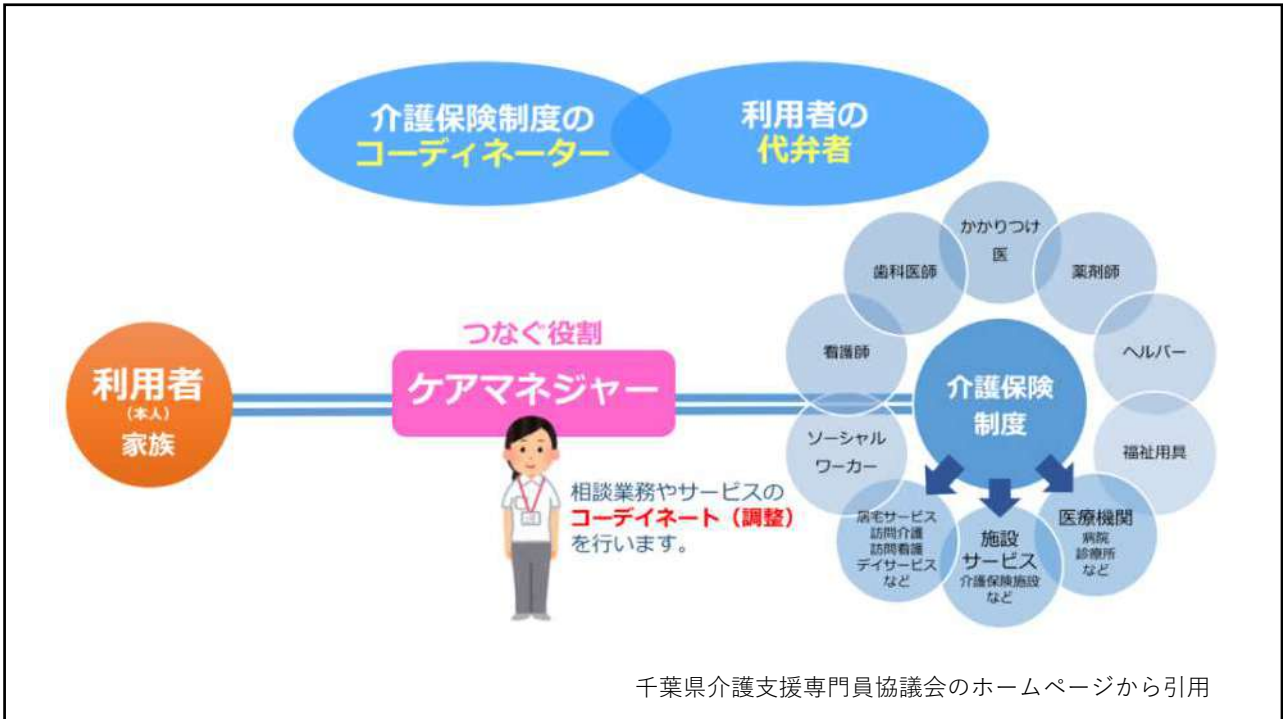 介護保険制度の
コーディネーター
利用者の
代弁者
利用者
(本人)
家族
つなぐ役割
ケアマネジャー
相談業務やサービスの
コーデイネート(調整)
を行います。
かかりつけ
医
歯科医師
薬剤師
看護師
ヘルパー
介護保険
制度
ソーシャル
ワーカー
福祉用具
居宅サービス
訪問介護
訪問看護
デイサービス
など
施設
サービス
介護保険施設
など
医療機関
病院
診療所
など
千葉県介護支援専門員協議会のホームページから引用